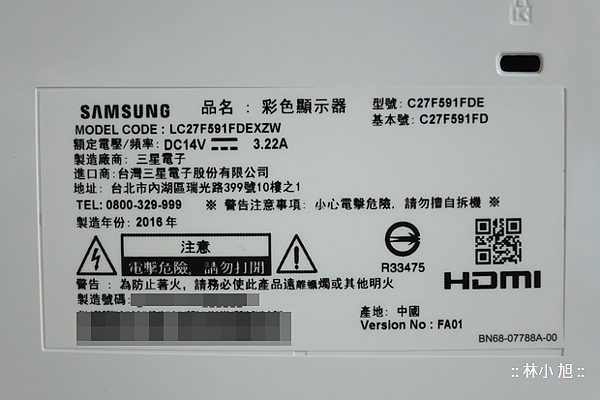 SAMSUNG 品名 : 彩色顯示器 型號: C27F591FDE
MODEL CODE : LC27F591FDEXZW 基本號: C27F591FD
額定電壓/頻率: DC14V 3.22A
製造廠商: 三星電子
進口商:台灣三星電子股份有限公司
地址: 台北市內湖區瑞光路399號10樓之1
TEL: 0800-329-999 ※ 警告注意事項: 小心電擊危險, 請勿擅自拆機 ※
製造年份: 2016 年
注意
電擊危險, 請勿打開
R33475
HDMI
警告 : 為防止著火, 請務必使此產品遠離蠟燭或其他明火
製造號碼:
產地: 中國
Version No : FA01
BN68-07788A-00
:: 林小旭 ::